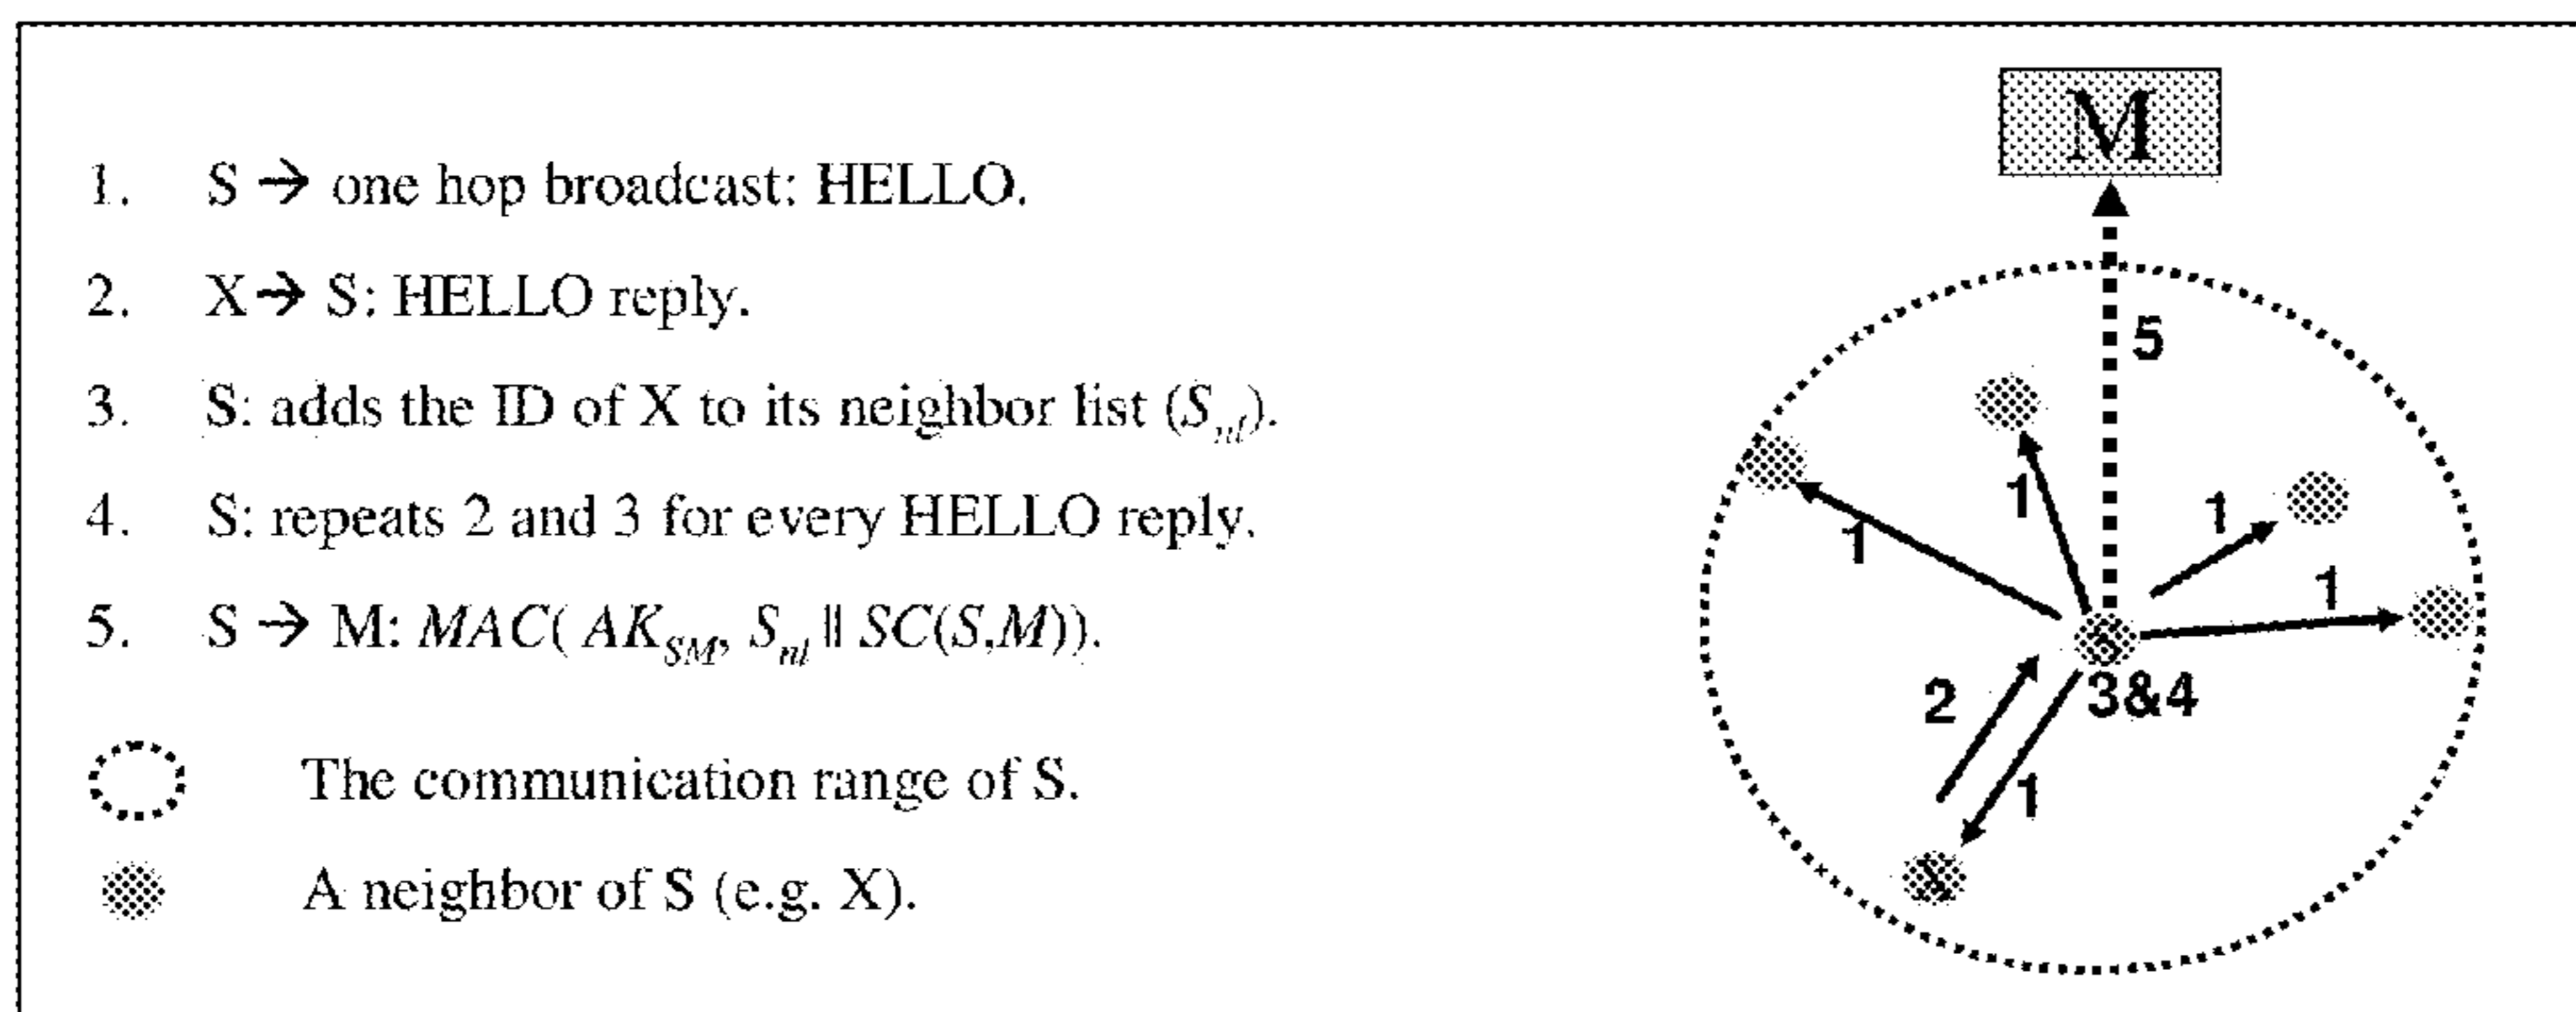 1. S → one hop broadcast: HELLO.
2. X → S: HELLO reply.
3. S: adds the ID of X to its neighbor list (S_nl).
4. S: repeats 2 and 3 for every HELLO reply.
5. S → M: MAC( AK_SM, S_nl || SC(S,M)).
The communication range of S.
A neighbor of S (e.g. X).
M
5
1
1
1
1
S
3&4
2
1
X